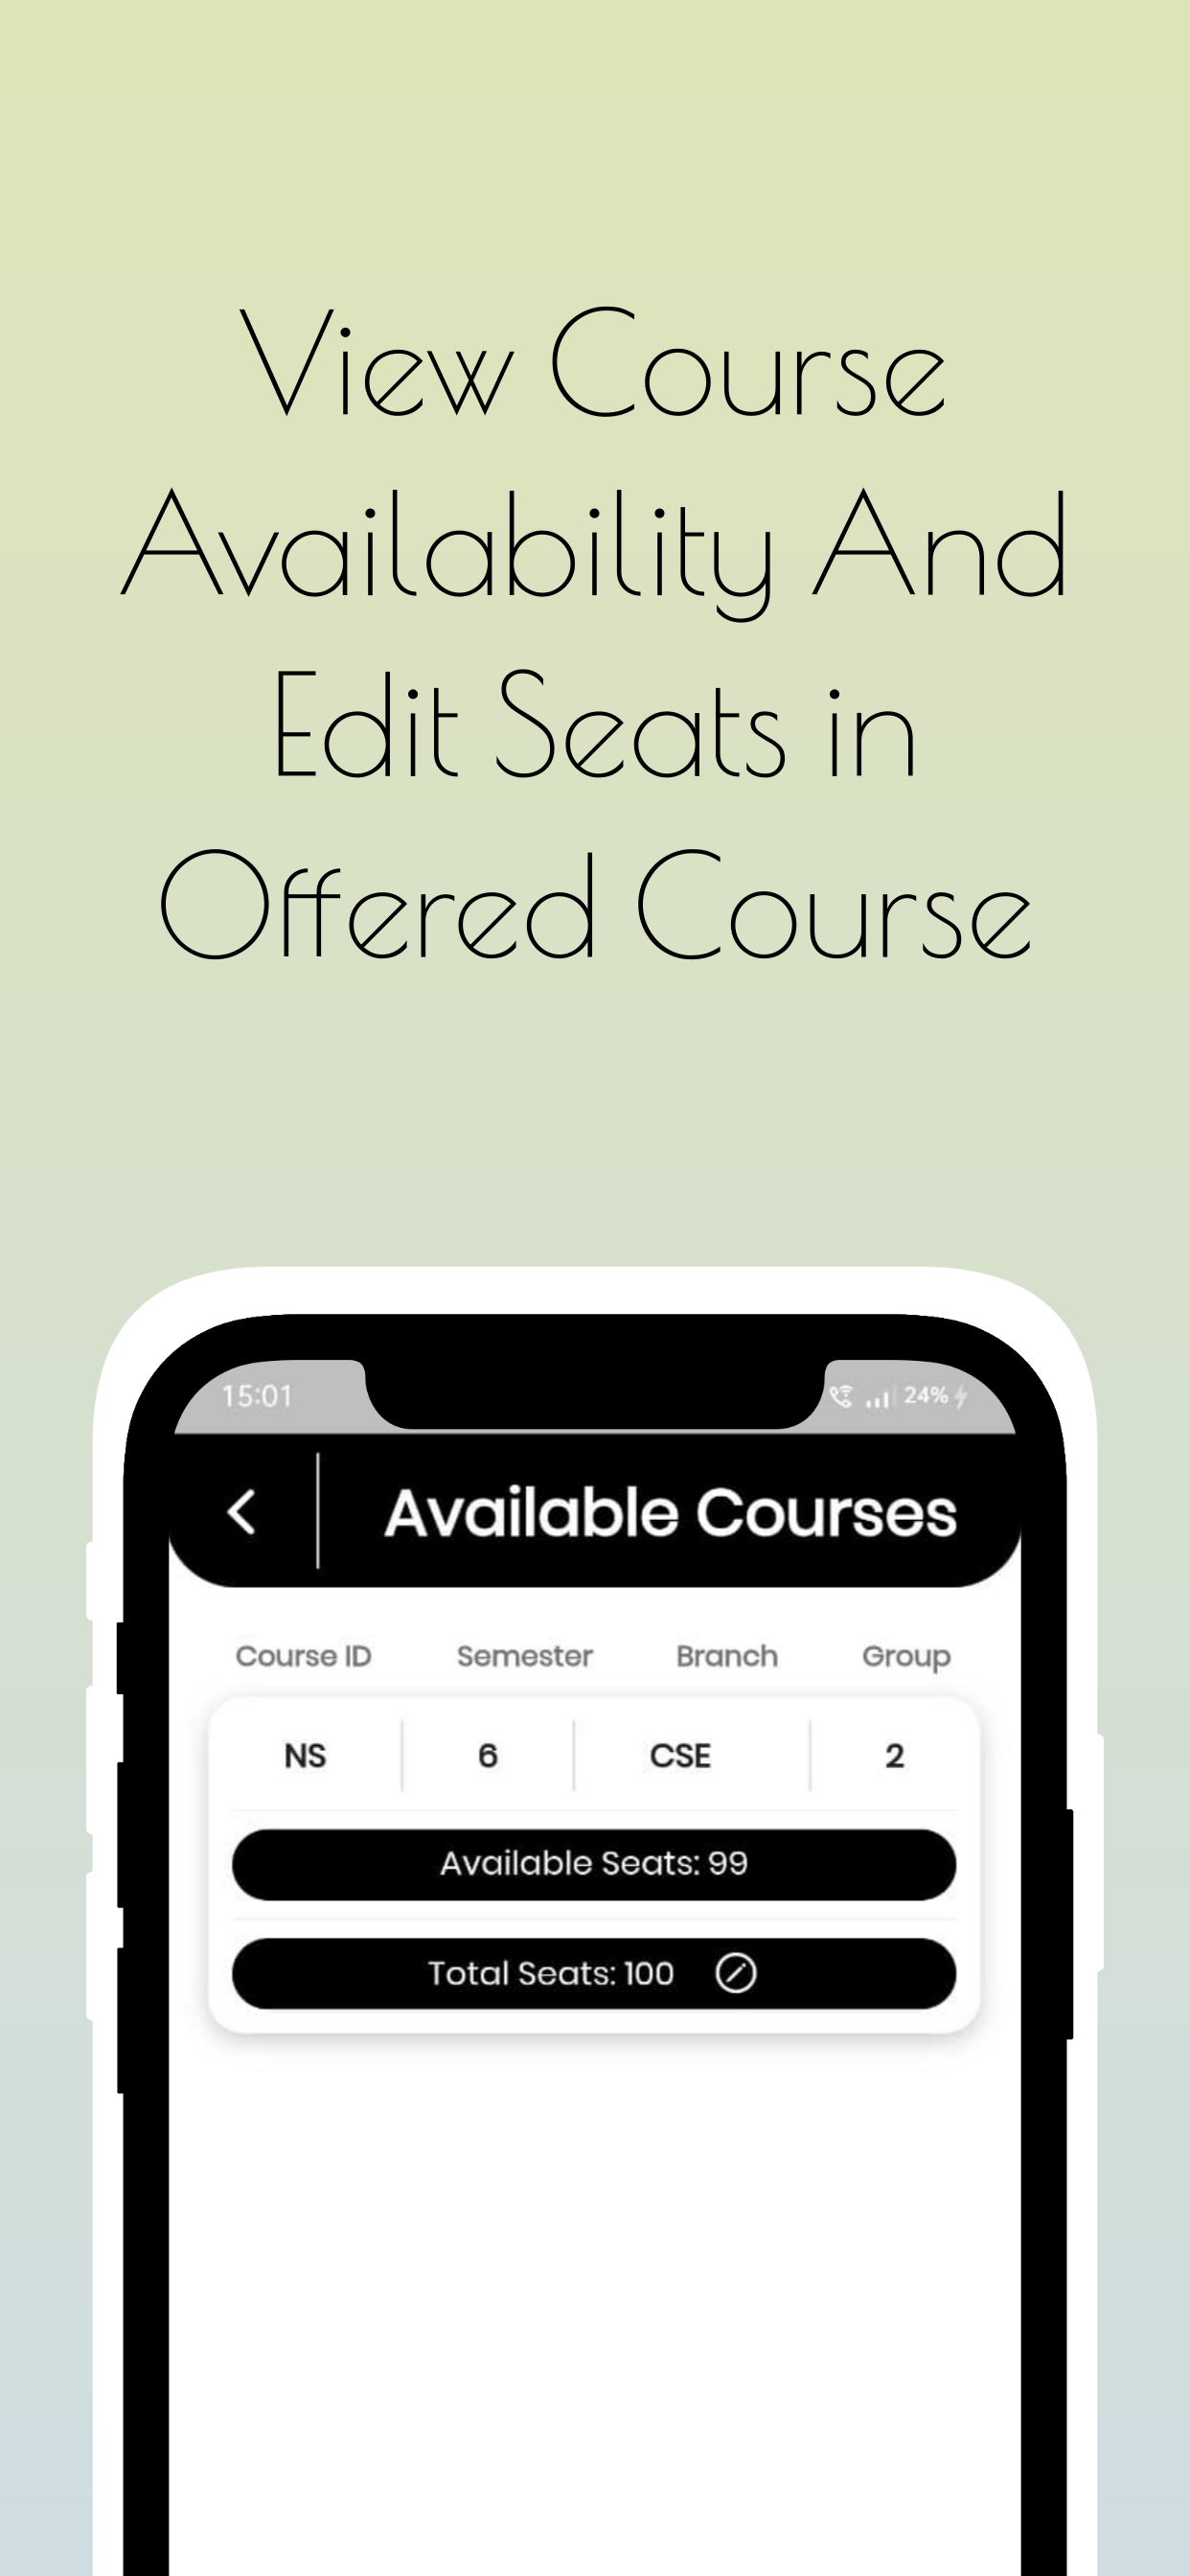 View Course
Availability And
Edit Seats in
Offered Course
15:01 24%
Available Courses
Course ID Semester Branch Group
NS 6 CSE 2
Available Seats: 99
Total Seats: 100